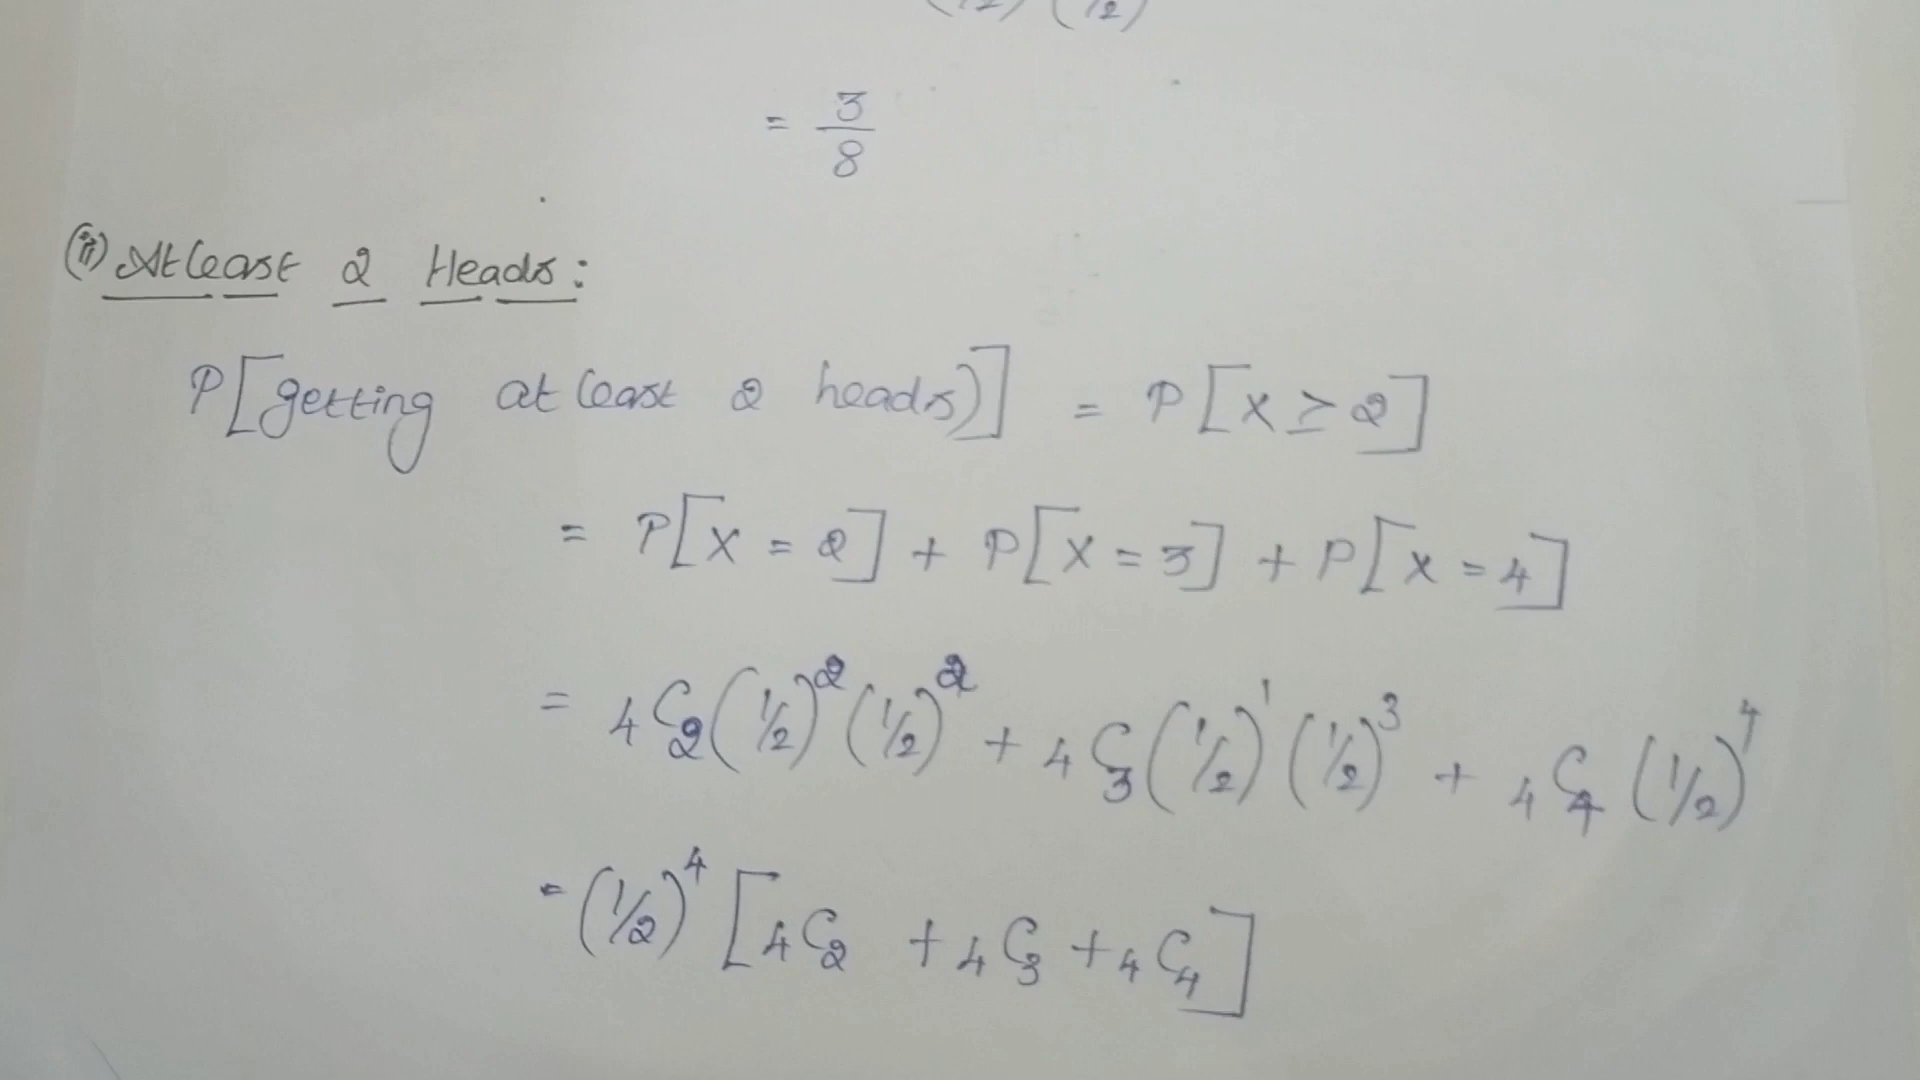 = 3/8
(ii) Atleast 2 Heads:
P[getting at least 2 heads)] = P[X ≥ 2]
= P[X = 2] + P[X = 3] + P[X = 4]
= 4C₂(1/2)²(1/2)² + 4C₃(1/2)¹(1/2)³ + 4C₄(1/2)⁴
= (1/2)⁴[4C₂ + 4C₃ + 4C₄]